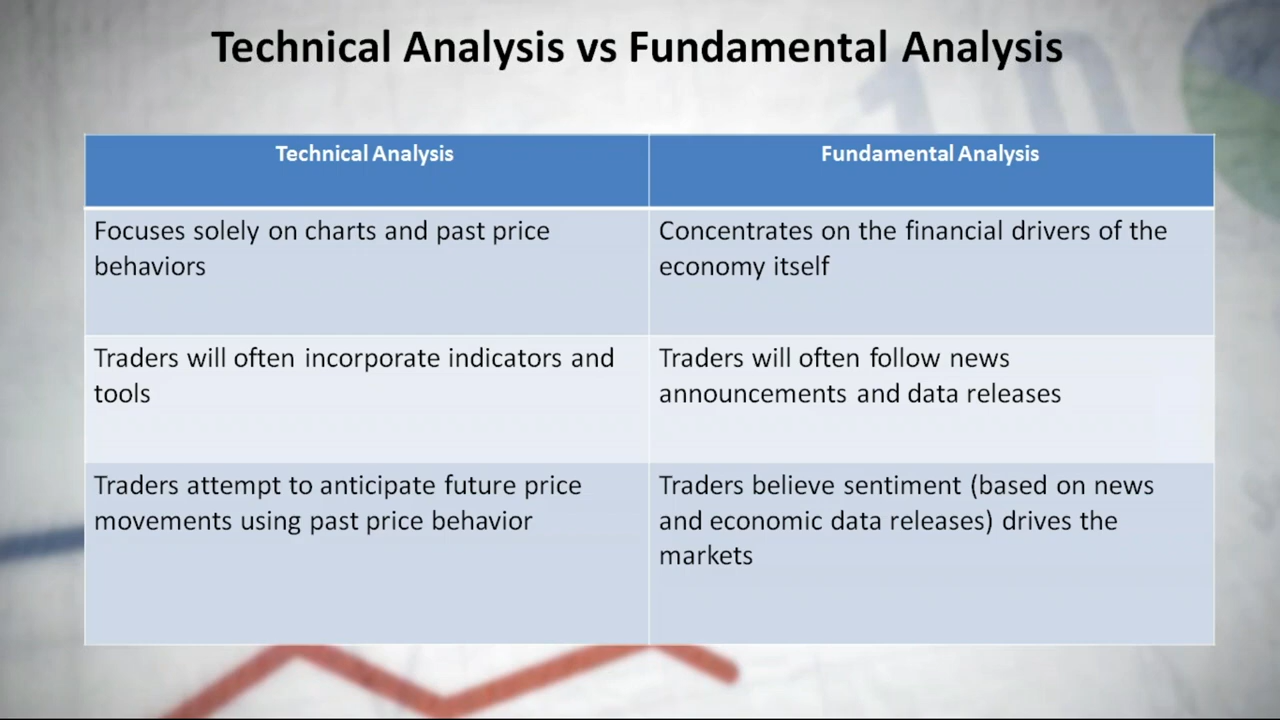 Technical Analysis vs Fundamental Analysis
Technical Analysis
Fundamental Analysis
Focuses solely on charts and past price
behaviors
Concentrates on the financial drivers of the
economy itself
Traders will often incorporate indicators and
tools
Traders will often follow news
announcements and data releases
Traders attempt to anticipate future price
movements using past price behavior
Traders believe sentiment (based on news
and economic data releases) drives the
markets